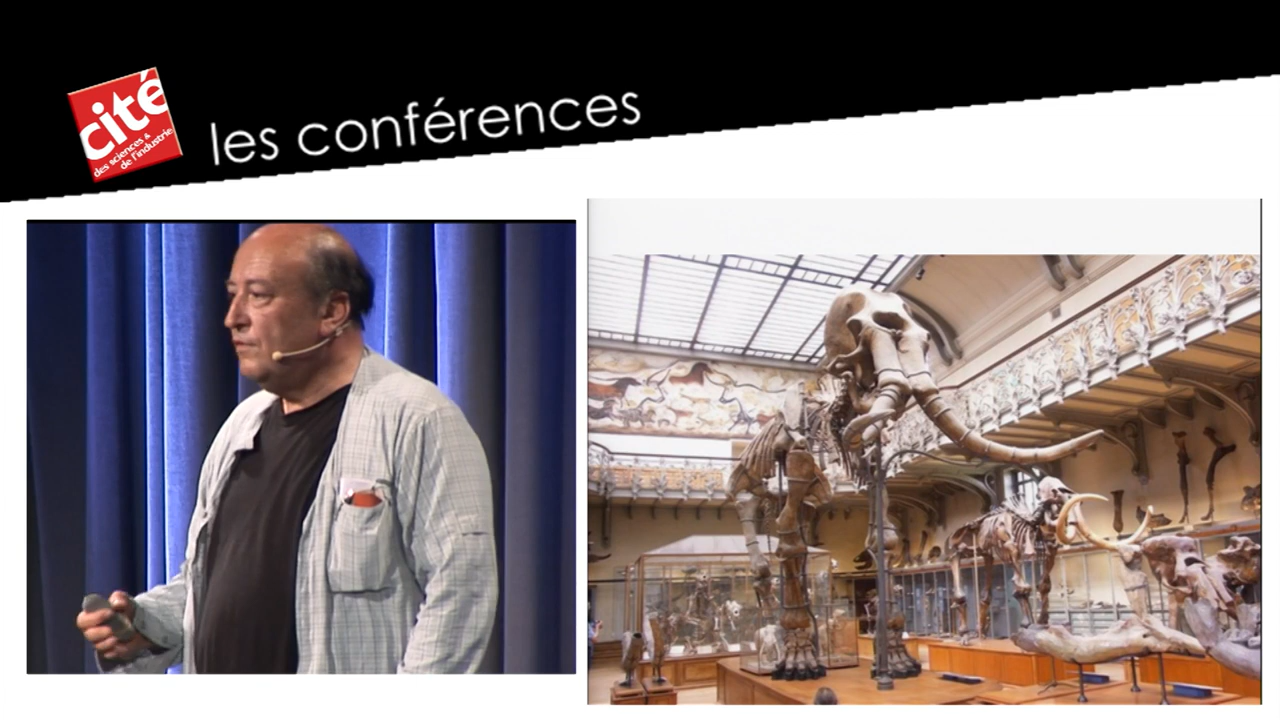 cité
des sciences &
de l'industrie
les conférences